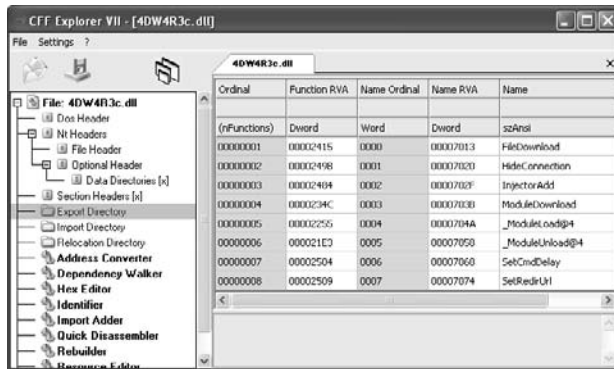 CFF Explorer VII - [4DW4R3c.dll]
File Settings ?
4DW4R3c.dll
File: 4DW4R3c.dll
Dos Header
Nt Headers
File Header
Optional Header
Data Directories [x]
Section Headers [x]
Export Directory
Import Directory
Relocation Directory
Address Converter
Dependency Walker
Hex Editor
Identifier
Import Adder
Quick Disassembler
Rebuilder
Resource Editor
Ordinal Function RVA Name Ordinal Name RVA Name
(nFunctions) Dword Word Dword szAnsi
00000001 00002415 0000 00007013 FileDownload
00000002 0000249B 0001 00007020 HideConnection
00000003 00002484 0002 0000702F InjectorAdd
00000004 0000234C 0003 0000703B ModuleDownload
00000005 00002255 0004 0000704A _ModuleLoad@4
00000006 000021E3 0005 00007058 _ModuleUnload@4
00000007 00002504 0006 00007068 SetCmdDelay
00000008 00002509 0007 00007074 SetRedirUrl